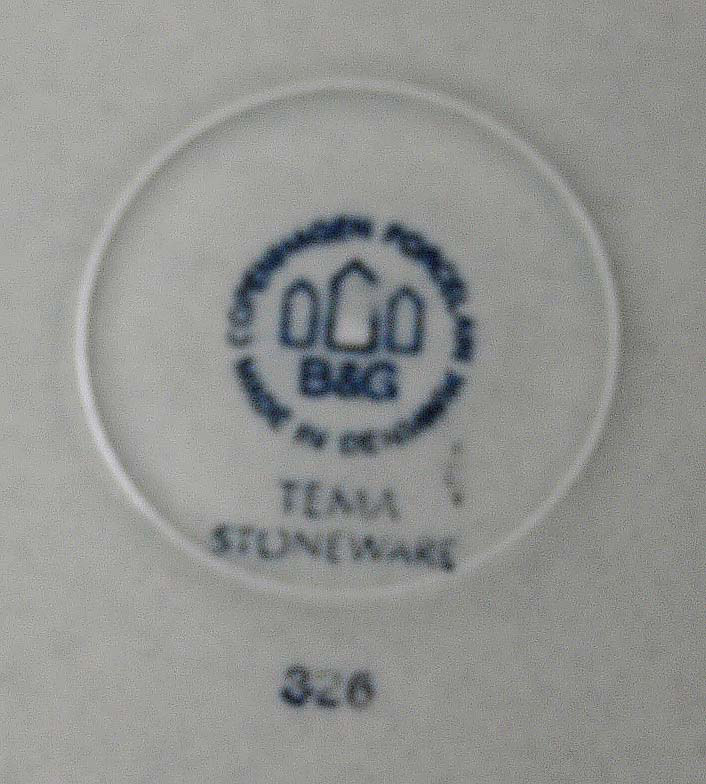 COPENHAGEN PORCELAIN
B&G
MADE IN DENMARK
TEMA
STONEWARE
326